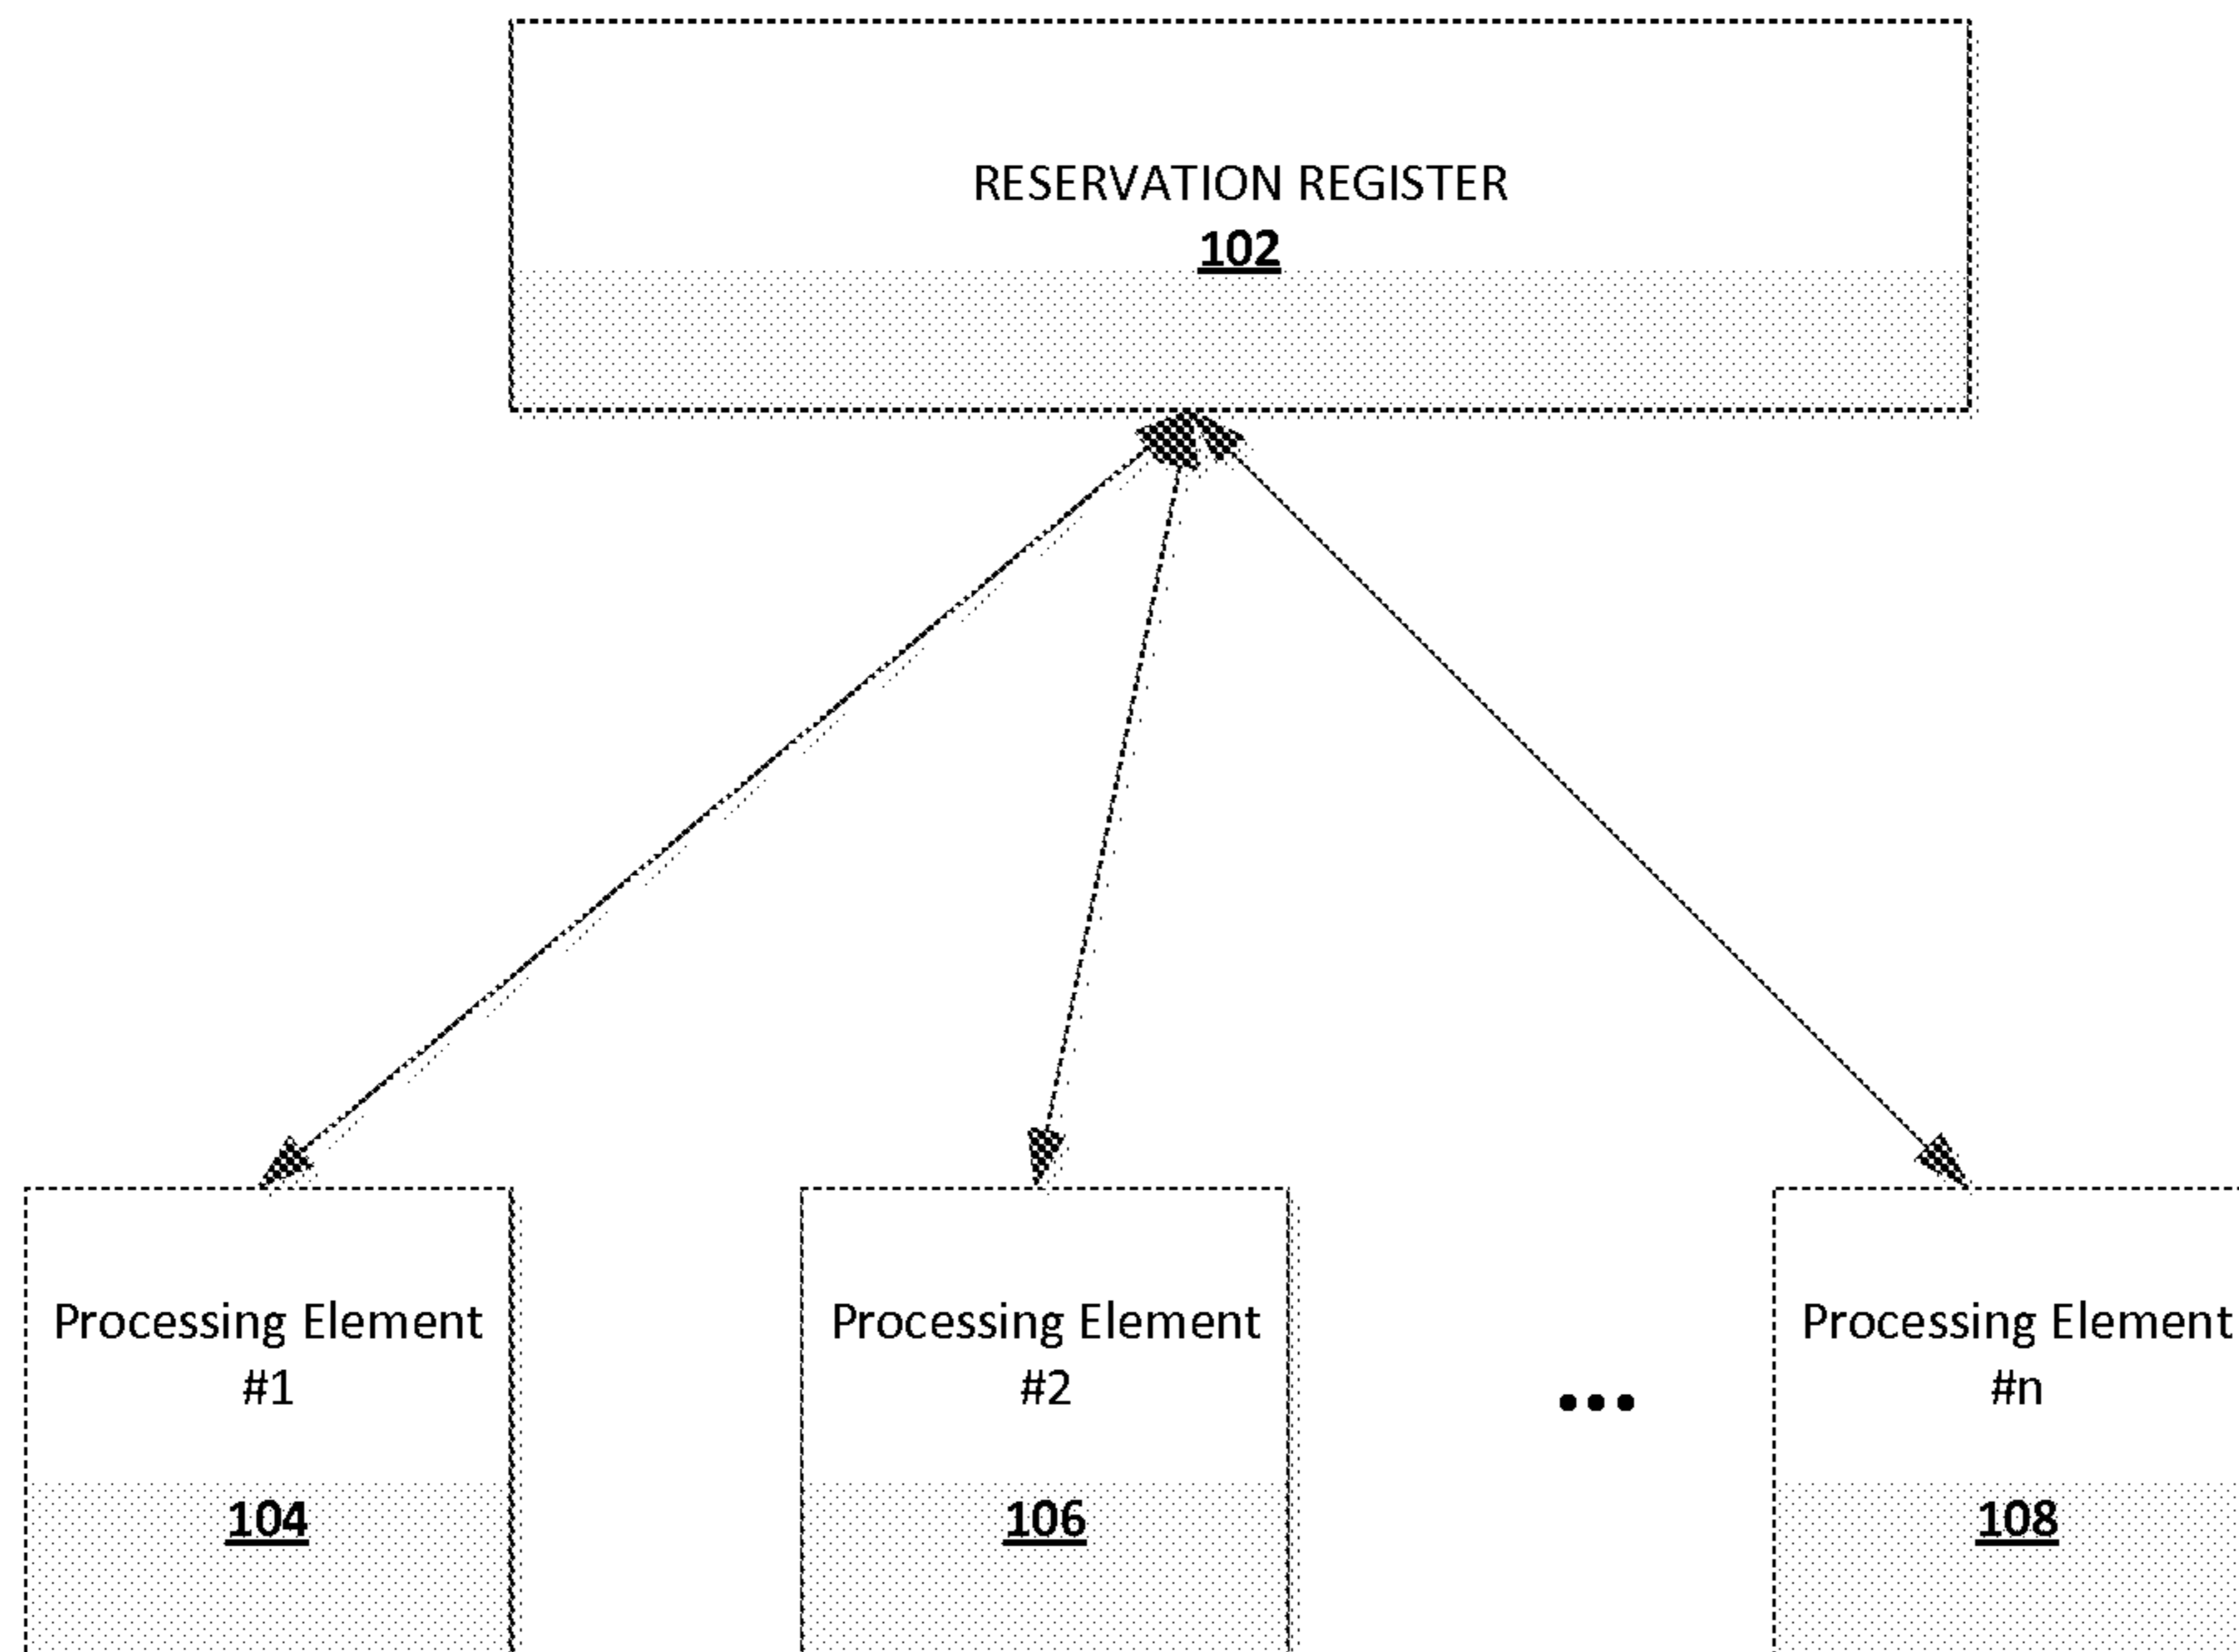 RESERVATION REGISTER
102
Processing Element
#1
104
Processing Element
#2
106
•••
Processing Element
#n
108